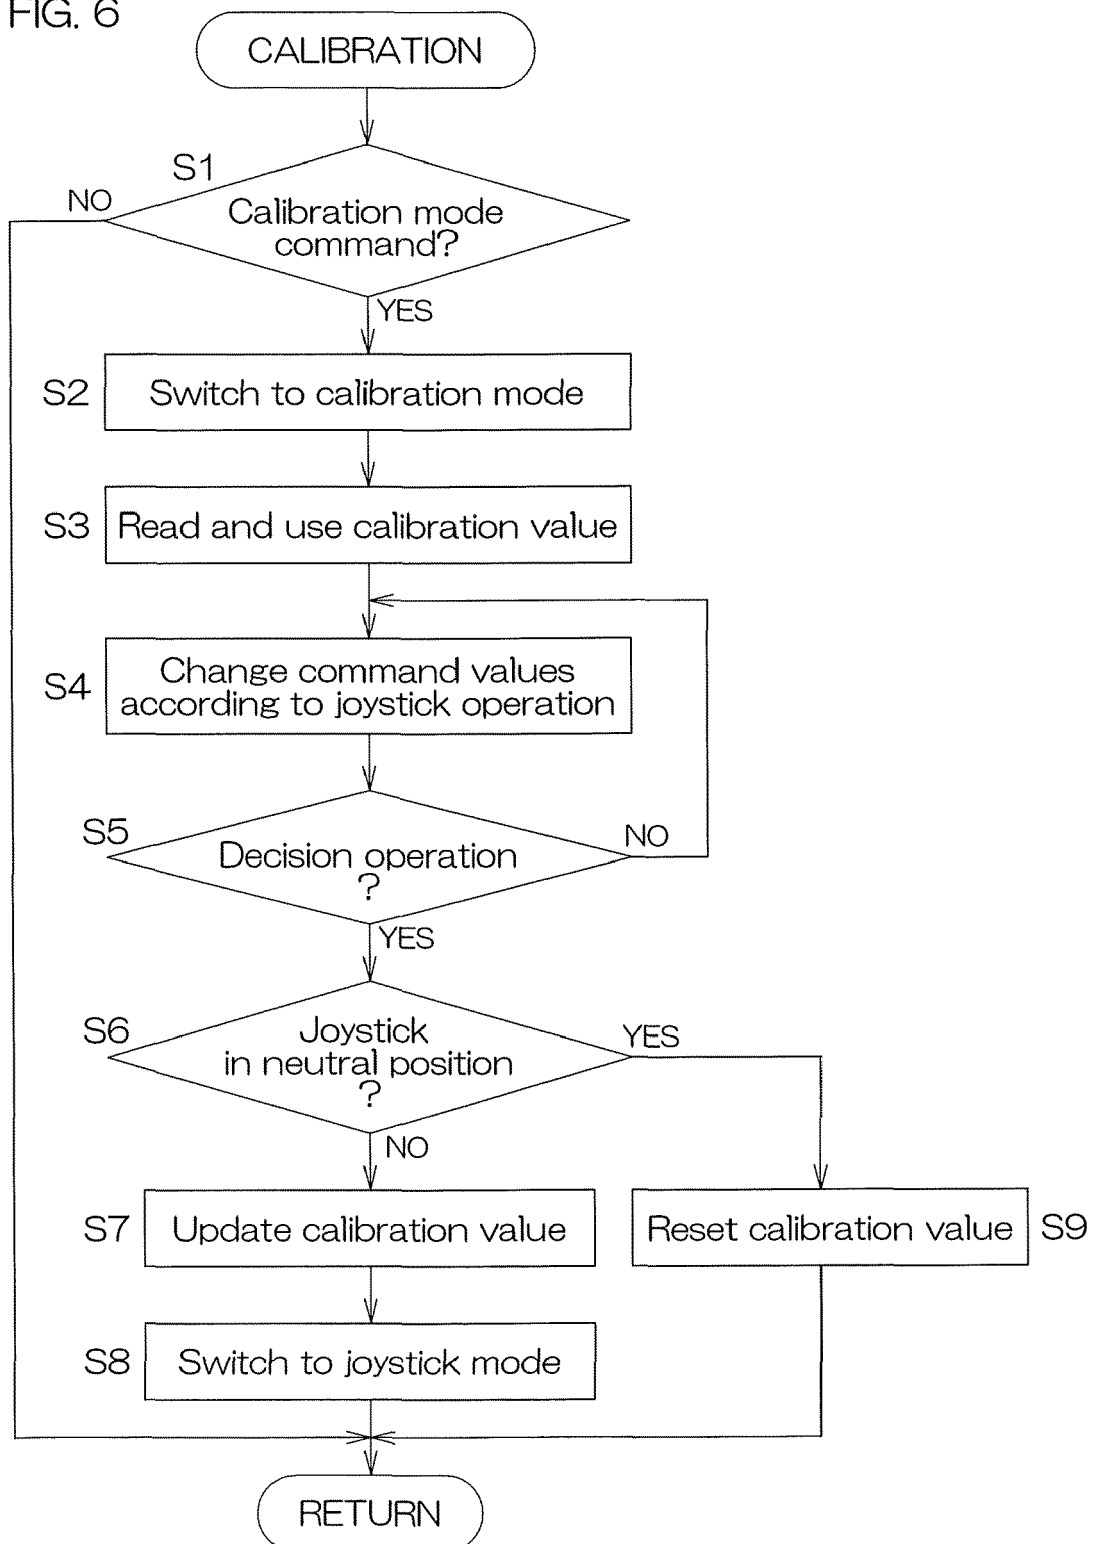 FIG. 6
CALIBRATION
S1
NO
Calibration mode
command?
YES
S2
Switch to calibration mode
S3
Read and use calibration value
S4
Change command values
according to joystick operation
S5
NO
Decision operation
?
YES
S6
Joystick
in neutral position
?
YES
NO
S7
Update calibration value
Reset calibration value
S9
S8
Switch to joystick mode
RETURN